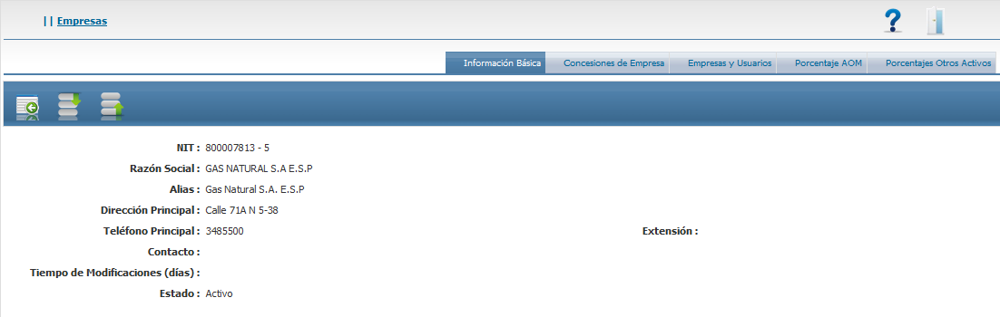 || Empresas
Información Básica Concesiones de Empresa Empresas y Usuarios Porcentaje AOM Porcentajes Otros Activos
NIT : 800007813 - 5
Razón Social : GAS NATURAL S.A E.S.P
Alias : Gas Natural S.A. E.S.P
Dirección Principal : Calle 71A N 5-38
Teléfono Principal : 3485500 Extensión :
Contacto :
Tiempo de Modificaciones (días) :
Estado : Activo